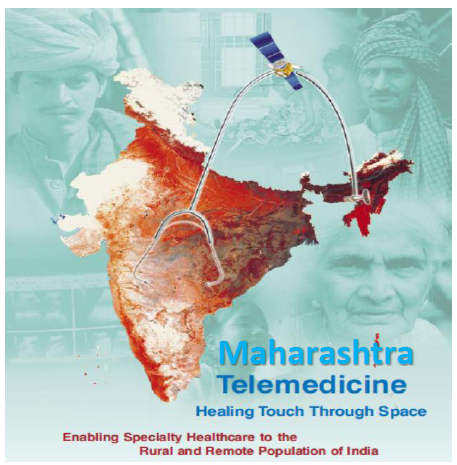 Maharashtra
Telemedicine
Healing Touch Through Space
Enabling Specialty Healthcare to the
Rural and Remote Population of India